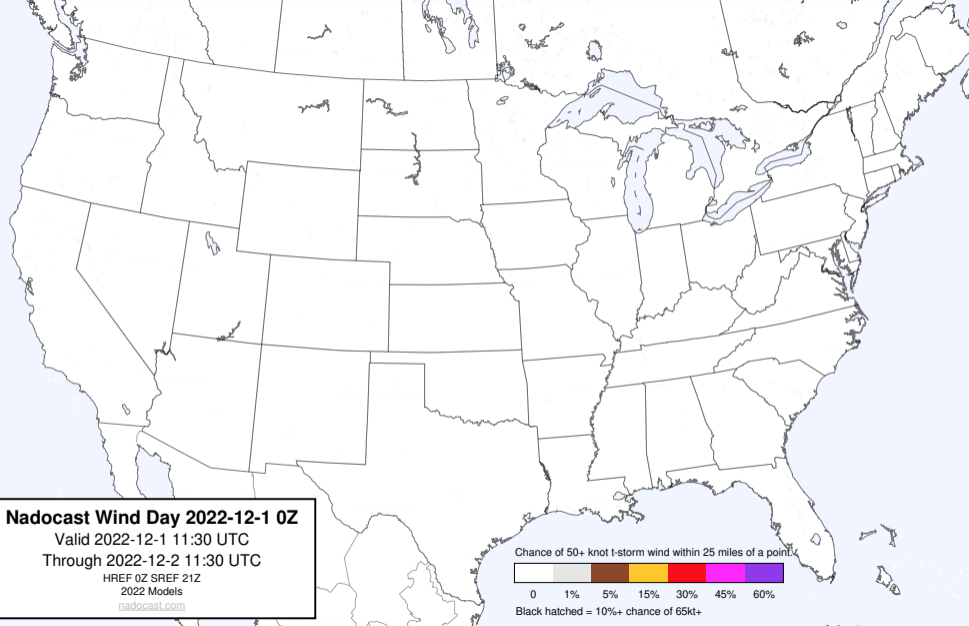 Nadocast Wind Day 2022-12-1 0Z
Valid 2022-12-1 11:30 UTC
Through 2022-12-2 11:30 UTC
HREF 0Z SREF 21Z
2022 Models
nadocast.com
Chance of 50+ knot t-storm wind within 25 miles of a point.
0 1% 5% 15% 30% 45% 60%
Black hatched = 10%+ chance of 65kt+